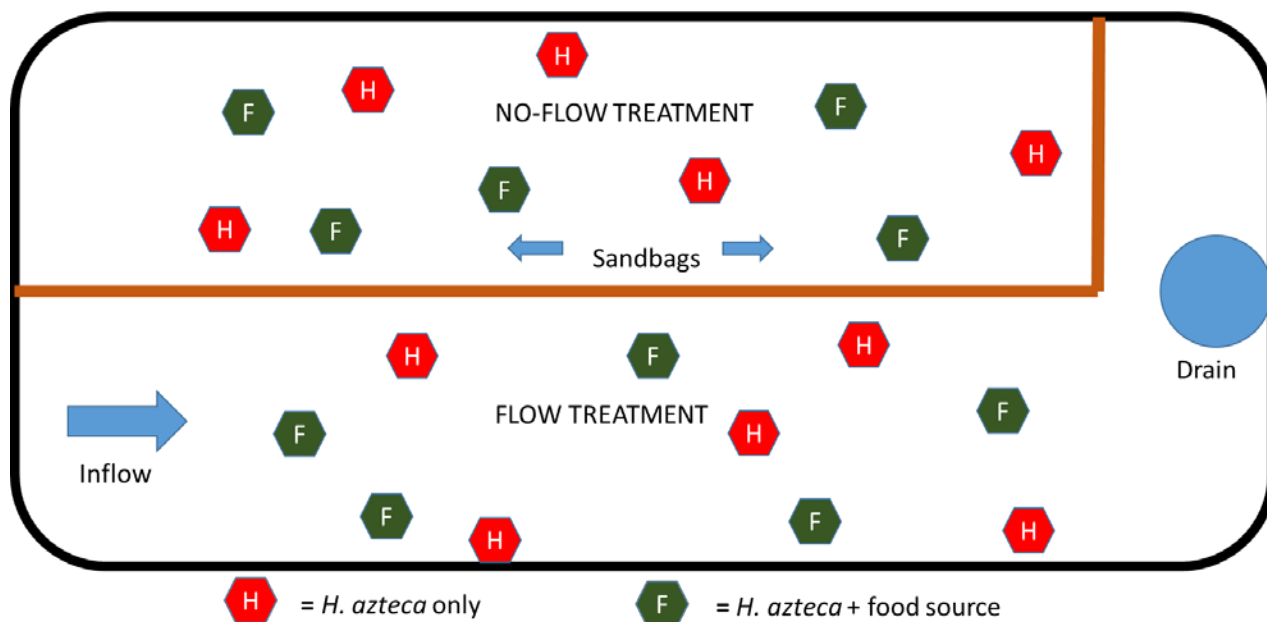 H
H
F
F
NO-FLOW TREATMENT
H
H
F
H
F
F
Sandbags
H
F
H
Drain
F
FLOW TREATMENT
F
H
Inflow
F
F
H
H
H = H. azteca only
F = H. azteca + food source